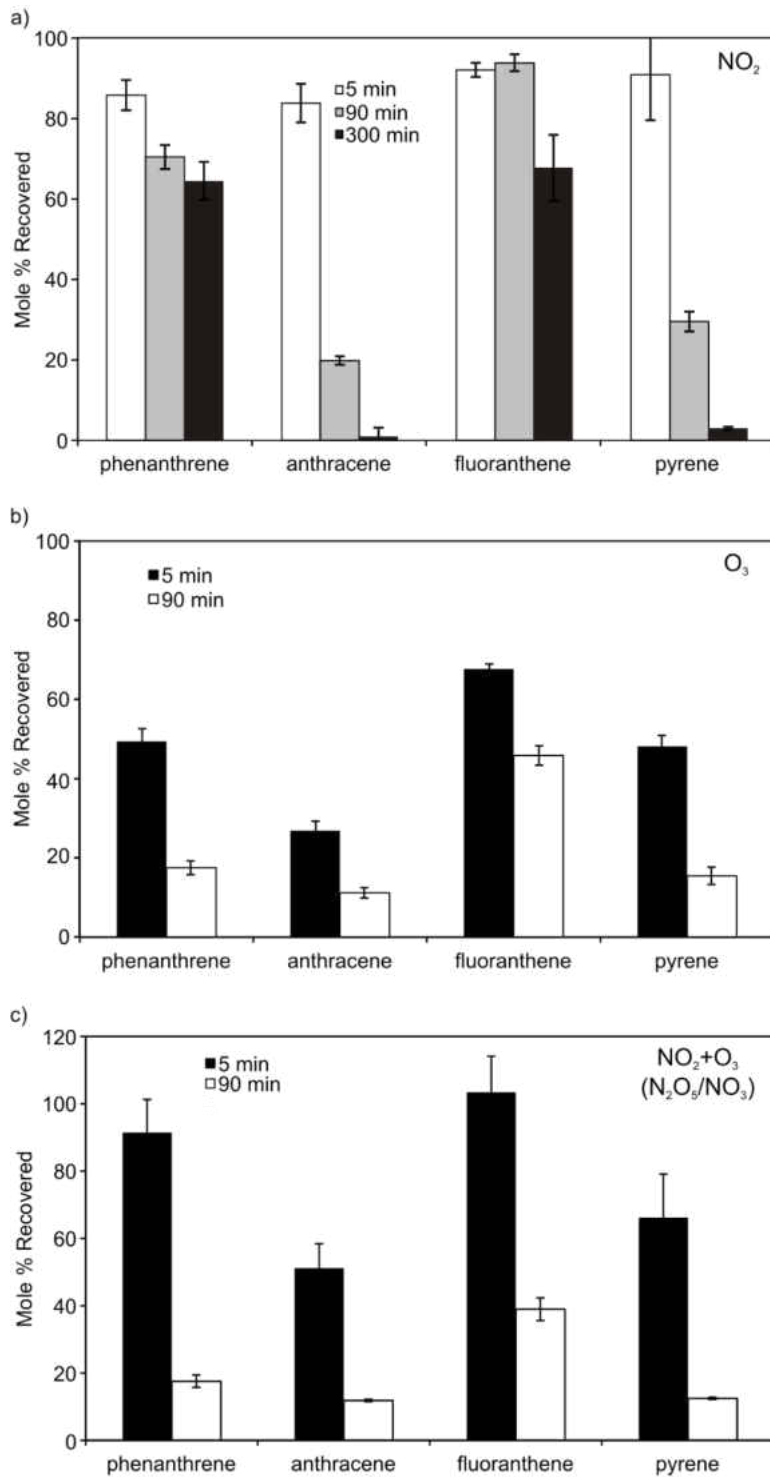 a)
100
80
60
40
20
0
Mole % Recovered
NO₂
5 min
90 min
300 min
phenanthrene anthracene fluoranthene pyrene
b)
100
80
60
40
20
0
Mole % Recovered
O₃
5 min
90 min
phenanthrene anthracene fluoranthene pyrene
c)
120
100
80
60
40
20
0
Mole % Recovered
5 min
90 min
NO₂+O₃
(N₂O₅/NO₃)
phenanthrene anthracene fluoranthene pyrene